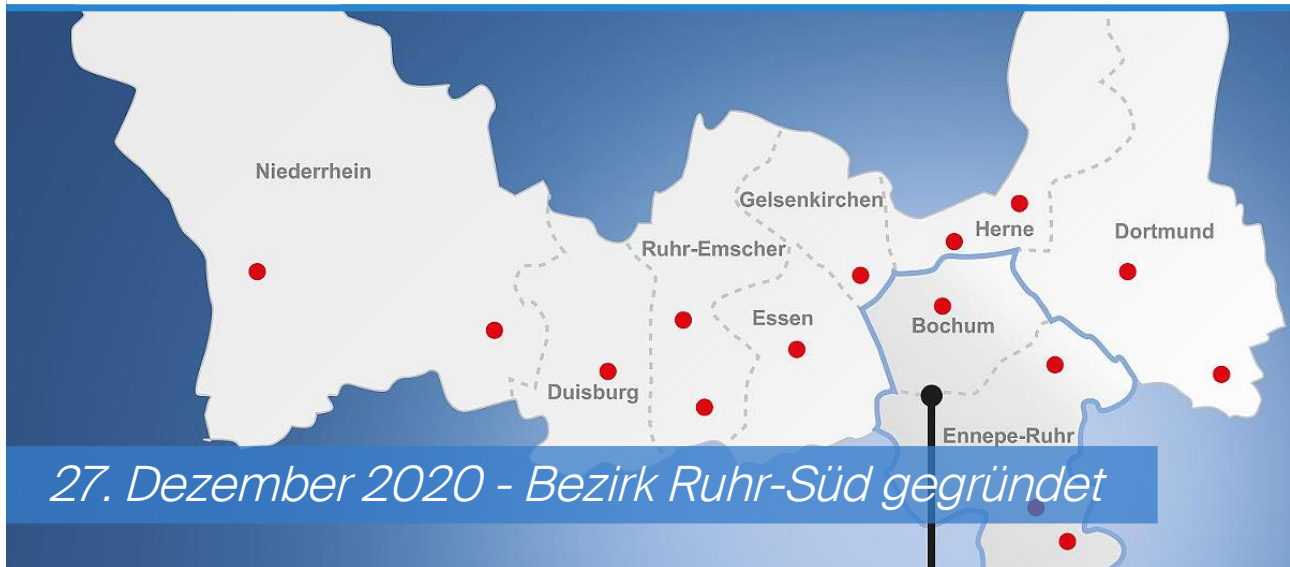 Niederrhein
Gelsenkirchen
Herne
Dortmund
Ruhr-Emscher
Essen
Bochum
Duisburg
Ennepe-Ruhr
27. Dezember 2020 - Bezirk Ruhr-Süd gegründet